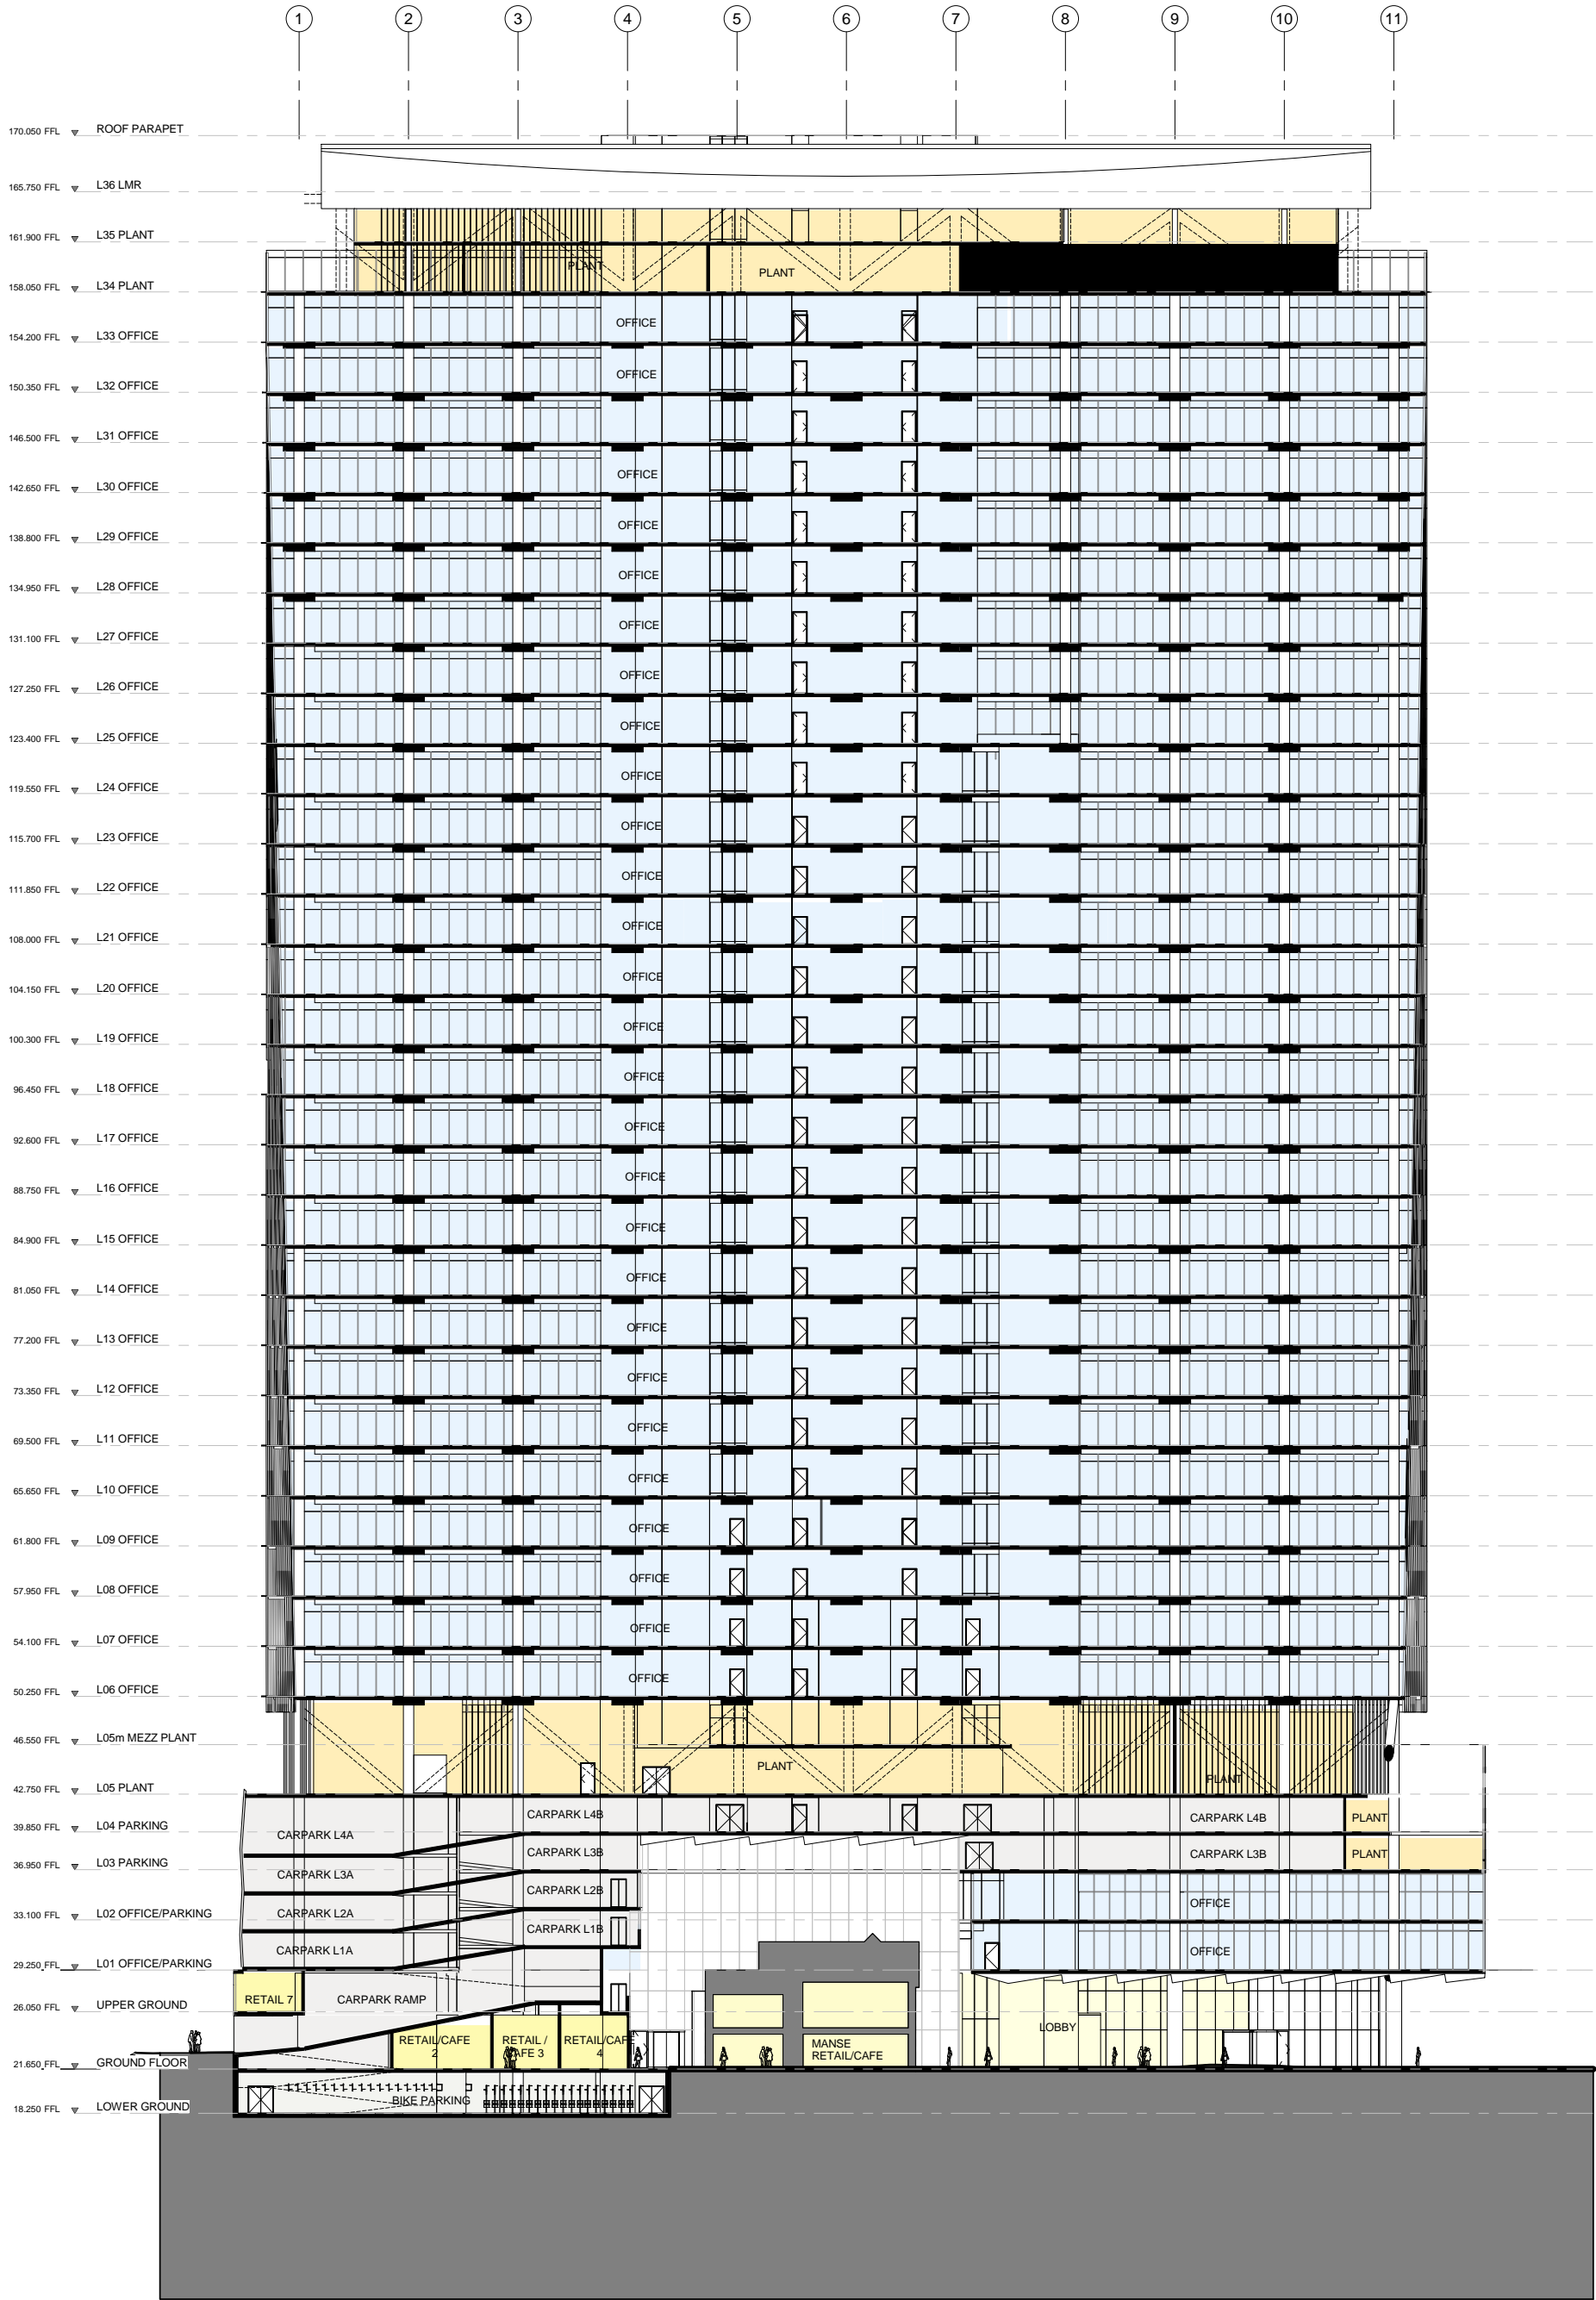 1 2 3 4 5 6 7 8 9 10 11
170.050 FFL ROOF PARAPET
165.750 FFL L36 LMR
161.900 FFL L35 PLANT
PLANT PLANT
158.050 FFL L34 PLANT
OFFICE
154.200 FFL L33 OFFICE
OFFICE
150.350 FFL L32 OFFICE
OFFICE
146.500 FFL L31 OFFICE
OFFICE
142.650 FFL L30 OFFICE
OFFICE
138.800 FFL L29 OFFICE
OFFICE
134.950 FFL L28 OFFICE
OFFICE
131.100 FFL L27 OFFICE
OFFICE
127.250 FFL L26 OFFICE
OFFICE
123.400 FFL L25 OFFICE
OFFICE
119.550 FFL L24 OFFICE
OFFICE
115.700 FFL L23 OFFICE
OFFICE
111.850 FFL L22 OFFICE
OFFICE
108.000 FFL L21 OFFICE
OFFICE
104.150 FFL L20 OFFICE
OFFICE
100.300 FFL L19 OFFICE
OFFICE
96.450 FFL L18 OFFICE
OFFICE
92.600 FFL L17 OFFICE
OFFICE
88.750 FFL L16 OFFICE
OFFICE
84.900 FFL L15 OFFICE
OFFICE
81.050 FFL L14 OFFICE
OFFICE
77.200 FFL L13 OFFICE
OFFICE
73.350 FFL L12 OFFICE
OFFICE
69.500 FFL L11 OFFICE
OFFICE
65.650 FFL L10 OFFICE
OFFICE
61.800 FFL L09 OFFICE
OFFICE
57.950 FFL L08 OFFICE
OFFICE
54.100 FFL L07 OFFICE
OFFICE
50.250 FFL L06 OFFICE
46.550 FFL L05m MEZZ PLANT
PLANT PLANT
42.750 FFL L05 PLANT
CARPARK L4B CARPARK L4B PLANT
39.850 FFL L04 PARKING
CARPARK L4A
CARPARK L3B CARPARK L3B PLANT
36.950 FFL L03 PARKING
CARPARK L3A
CARPARK L2B
OFFICE
33.100 FFL L02 OFFICE/PARKING
CARPARK L2A
CARPARK L1B
CARPARK L1A
OFFICE
29.250 FFL L01 OFFICE/PARKING
RETAIL 7 CARPARK RAMP
26.050 FFL UPPER GROUND
LOBBY
RETAIL/CAFE
2
RETAIL /
CAFE 3
RETAIL/CAFE
4
MANSE
RETAIL/CAFE
21.650 FFL GROUND FLOOR
BIKE PARKING
18.250 FFL LOWER GROUND